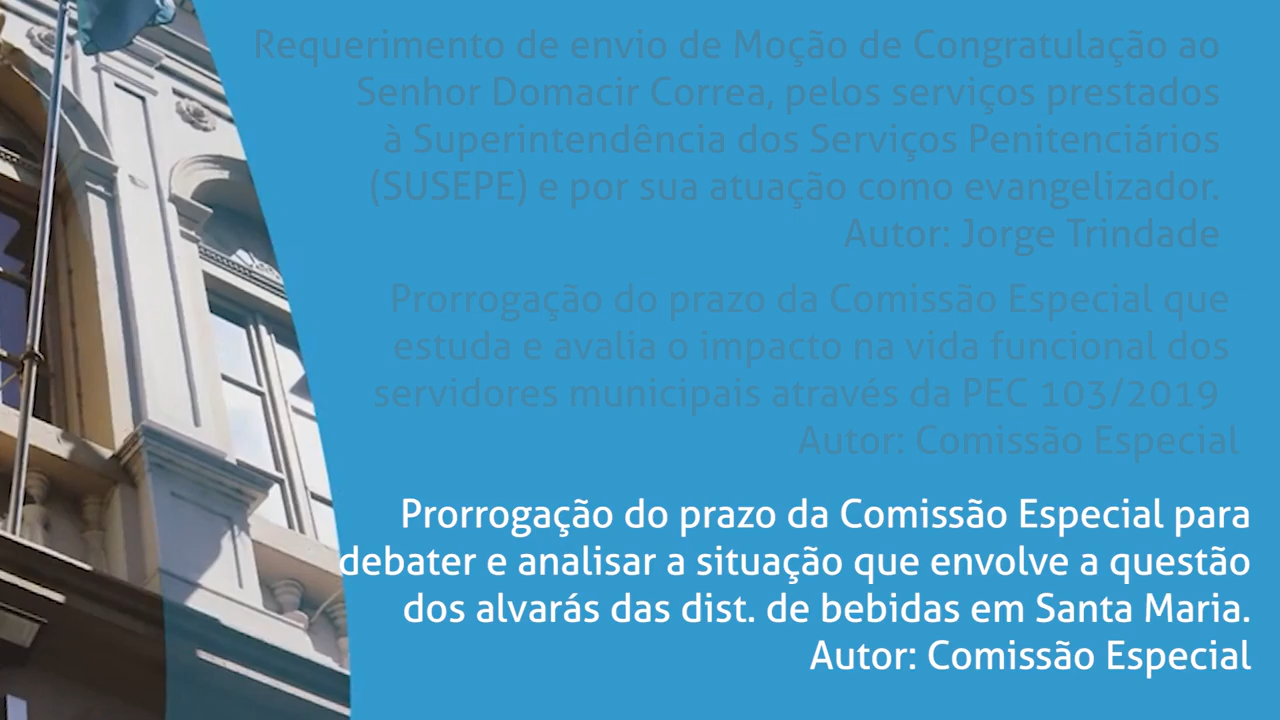 Requerimento de envio de Moção de Congratulação ao
Senhor Domacir Correa, pelos serviços prestados
à Superintendência dos Serviços Penitenciários
(SUSEPE) e por sua atuação como evangelizador.
Autor: Jorge Trindade
Prorrogação do prazo da Comissão Especial que
estuda e avalia o impacto na vida funcional dos
servidores municipais através da PEC 103/2019
Autor: Comissão Especial
Prorrogação do prazo da Comissão Especial para
debater e analisar a situação que envolve a questão
dos alvarás das dist. de bebidas em Santa Maria.
Autor: Comissão Especial